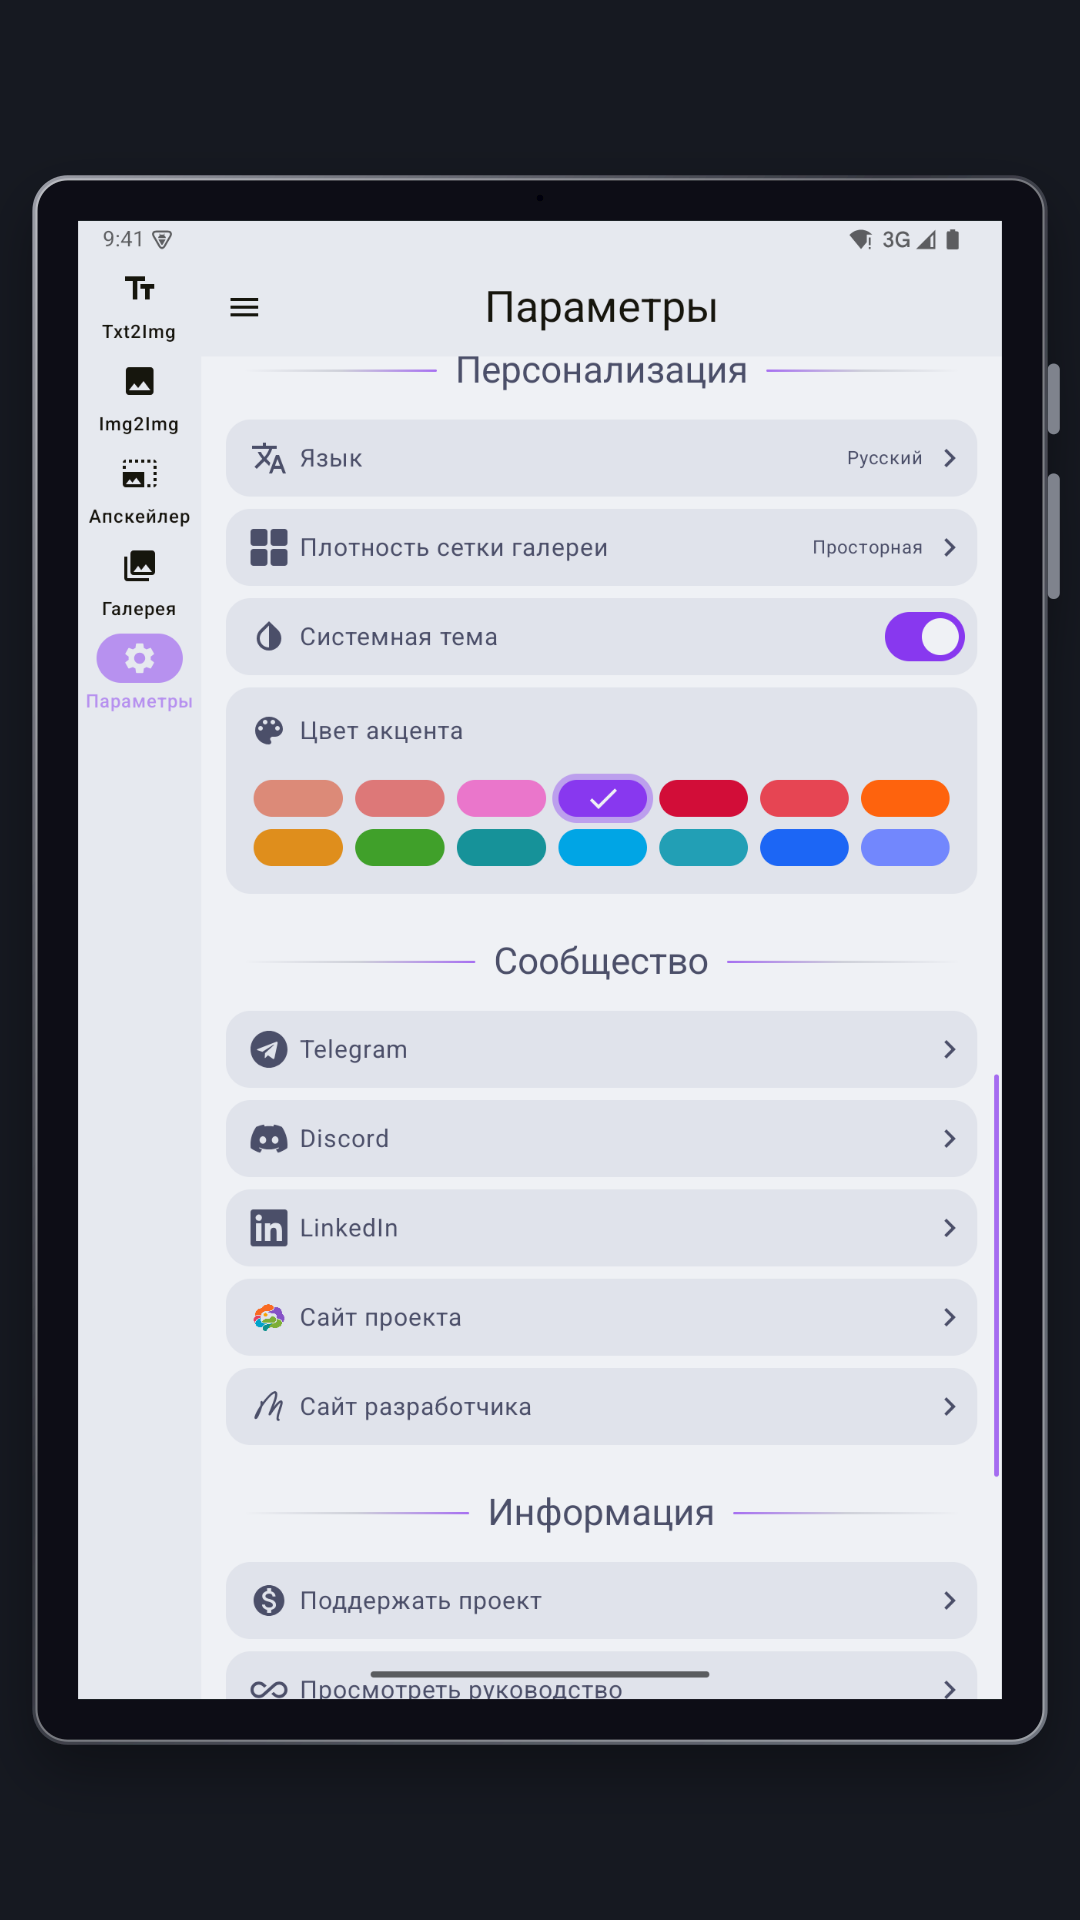 9:41
3G
Txt2Img
Img2Img
Апскейлер
Галерея
Параметры
Параметры
Персонализация
Язык
Русский
Плотность сетки галереи
Просторная
Системная тема
Цвет акцента
Сообщество
Telegram
Discord
LinkedIn
Сайт проекта
Сайт разработчика
Информация
Поддержать проект
Просмотреть руководство